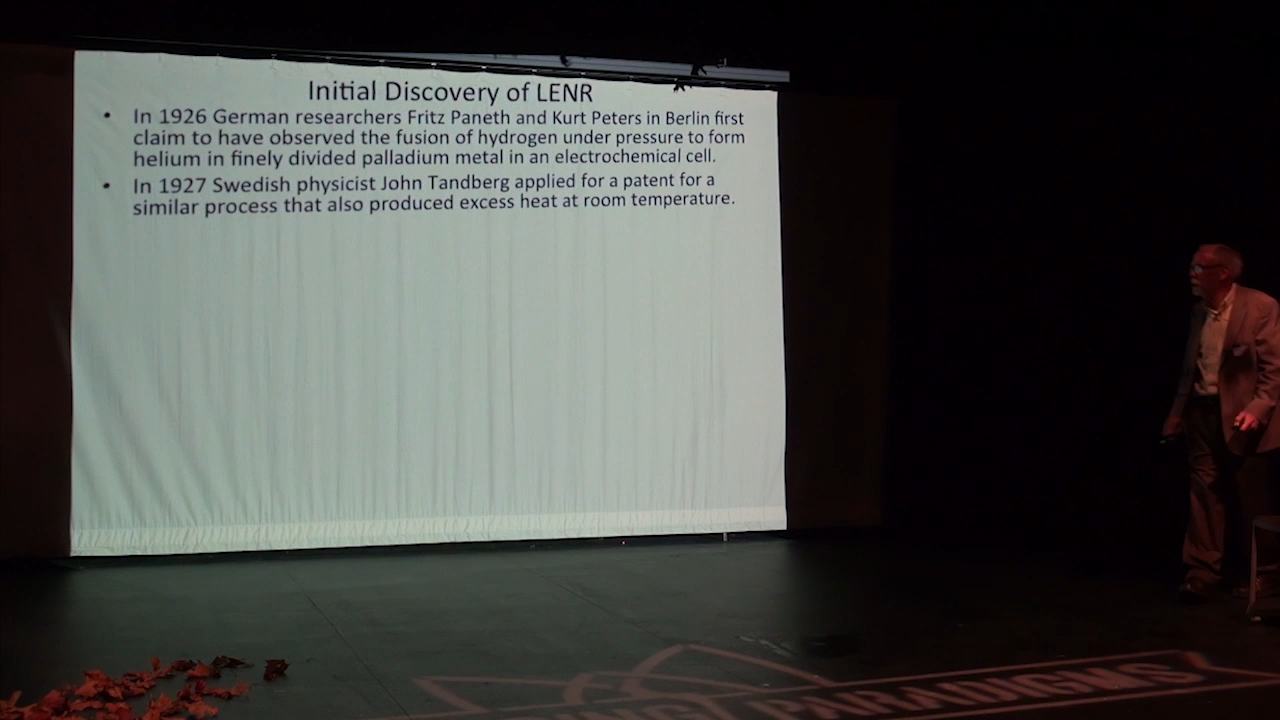 Initial Discovery of LENR
• In 1926 German researchers Fritz Paneth and Kurt Peters in Berlin first
claim to have observed the fusion of hydrogen under pressure to form
helium in finely divided palladium metal in an electrochemical cell.
• In 1927 Swedish physicist John Tandberg applied for a patent for a
similar process that also produced excess heat at room temperature.
PARADIGMS